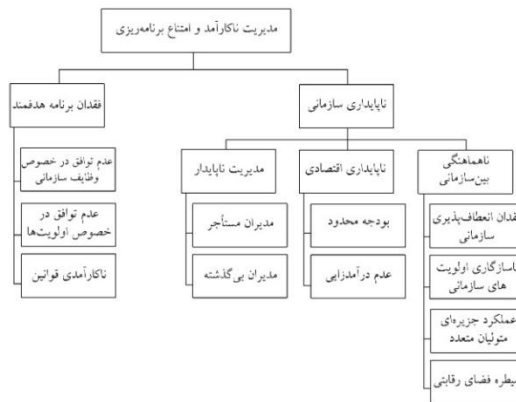 مدیریت ناکارآمد و امتناع برنامه‌ریزی
ناپایداری سازمانی
فقدان برنامه هدفمند
ناهماهنگی
بین‌سازمانی
ناپایداری اقتصادی
مدیریت ناپایدار
عدم توافق در خصوص
وظایف سازمانی
عدم توافق در
خصوص اولویت‌ها
ناکارآمدی قوانین
مدیران مستأجر
مدیران بی‌گذشته
بودجه محدود
عدم درآمدزایی
فقدان انعطاف‌پذیری
سازمانی
ناسازگاری اولویت
های سازمانی
عملکرد جزیره‌ای
متولیان متعدد
سیطره فضای رقابتی